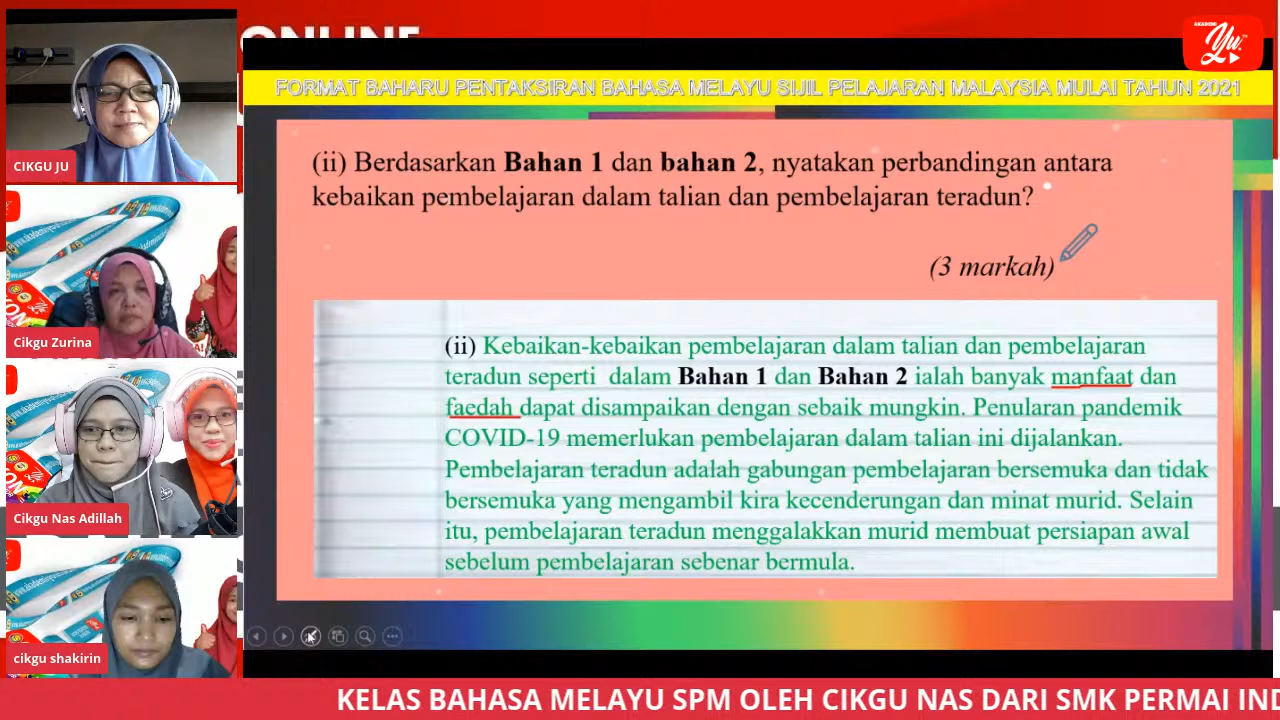 ONLINE
AKADEMI
Yu.
FORMAT BAHARU PENTAKSIRAN BAHASA MELAYU SIJIL PELAJARAN MALAYSIA MULAI TAHUN 2021
(ii) Berdasarkan Bahan 1 dan bahan 2, nyatakan perbandingan antara
kebaikan pembelajaran dalam talian dan pembelajaran teradun?
(3 markah)
(ii) Kebaikan-kebaikan pembelajaran dalam talian dan pembelajaran
teradun seperti dalam Bahan 1 dan Bahan 2 ialah banyak manfaat dan
faedah dapat disampaikan dengan sebaik mungkin. Penularan pandemik
COVID-19 memerlukan pembelajaran dalam talian ini dijalankan.
Pembelajaran teradun adalah gabungan pembelajaran bersemuka dan tidak
bersemuka yang mengambil kira kecenderungan dan minat murid. Selain
itu, pembelajaran teradun menggalakkan murid membuat persiapan awal
sebelum pembelajaran sebenar bermula.
CIKGU JU
Cikgu Zurina
Cikgu Nas Adillah
cikgu shakirin
KELAS BAHASA MELAYU SPM OLEH CIKGU NAS DARI SMK PERMAI IND